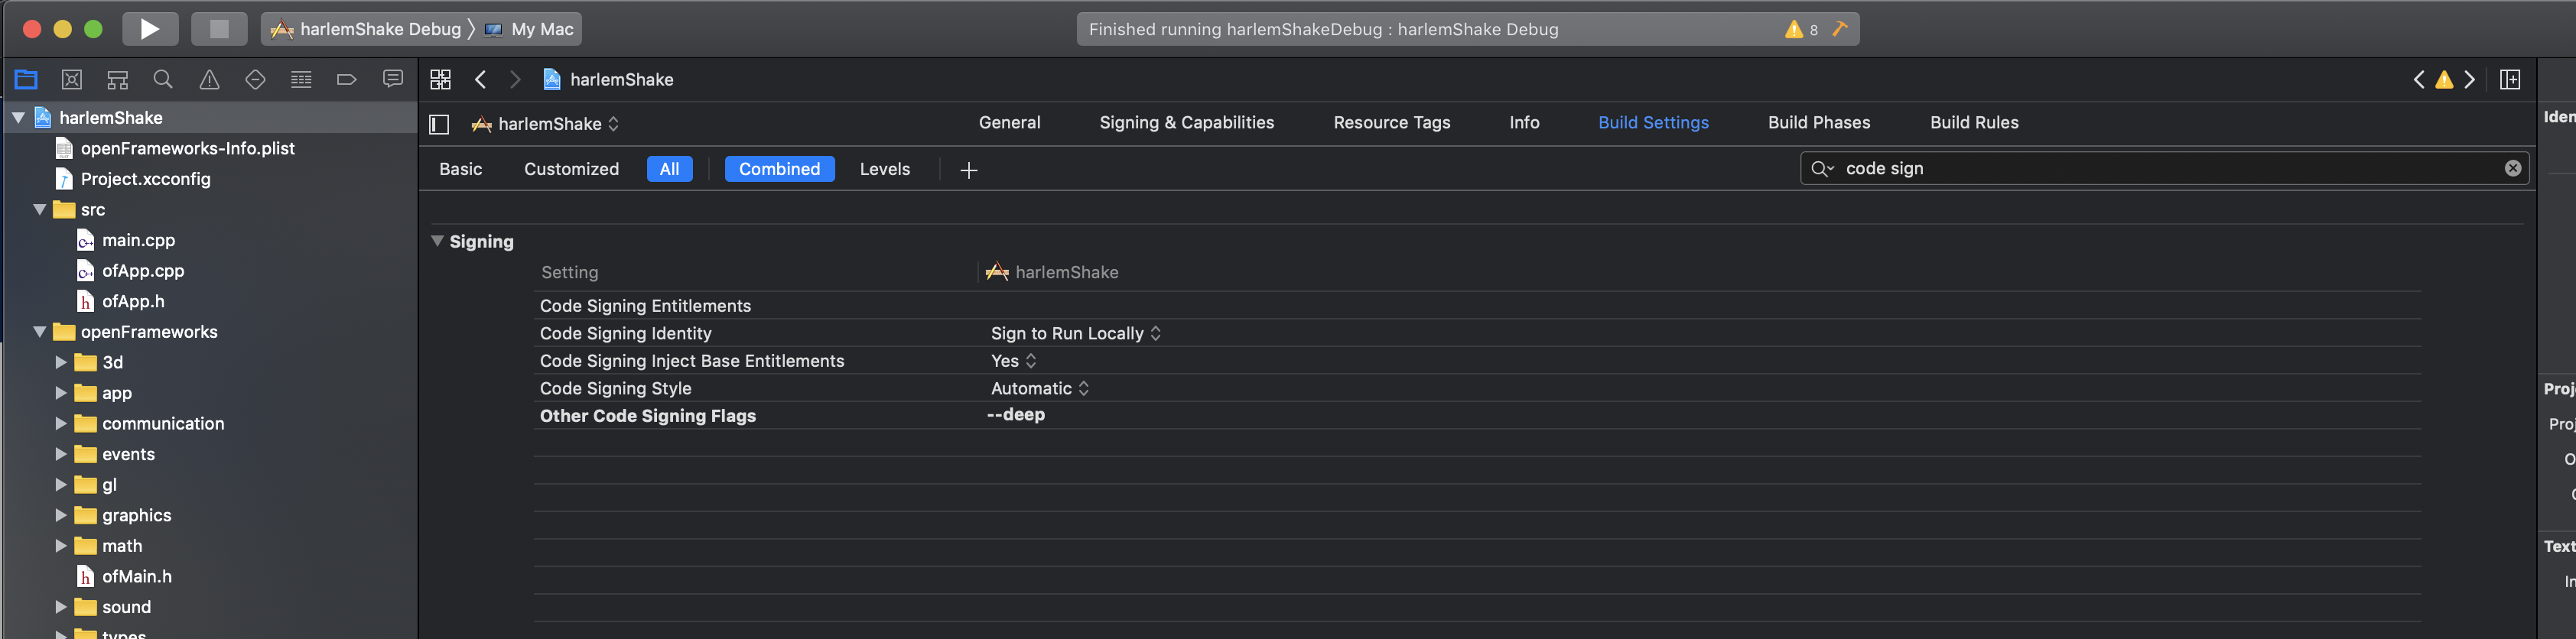 harlemShake Debug My Mac
Finished running harlemShakeDebug : harlemShake Debug 8
harlemShake
harlemShake
General Signing & Capabilities Resource Tags Info Build Settings Build Phases Build Rules
Basic Customized All Combined Levels
code sign
harlemShake
openFrameworks-Info.plist
Project.xcconfig
src
main.cpp
ofApp.cpp
ofApp.h
openFrameworks
3d
app
communication
events
gl
graphics
math
ofMain.h
sound
types
Signing
Setting harlemShake
Code Signing Entitlements
Code Signing Identity Sign to Run Locally
Code Signing Inject Base Entitlements Yes
Code Signing Style Automatic
Other Code Signing Flags --deep
Iden
Proj
Proj
O
Text
In